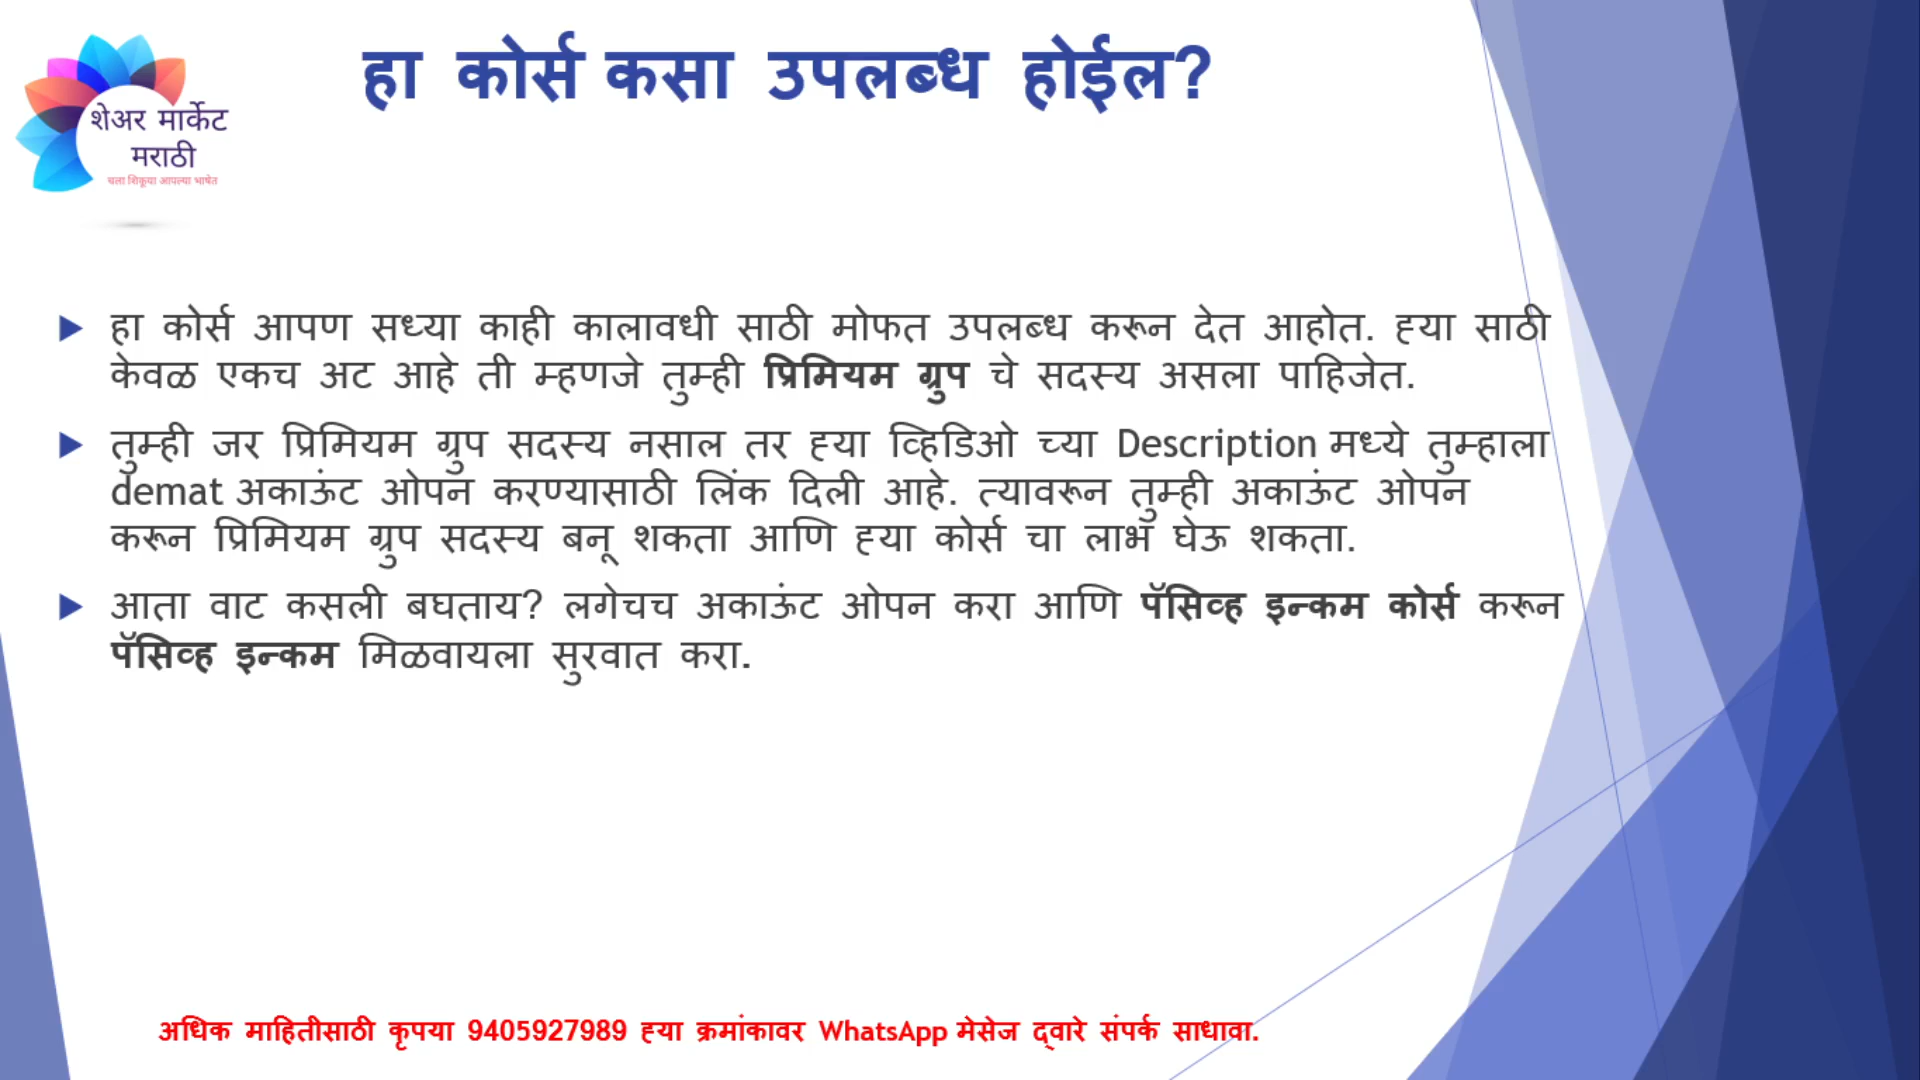 हा कोर्स कसा उपलब्ध होईल?
शेअर मार्केट
मराठी
चला शिकूया आपल्या भाषेत
हा कोर्स आपण सध्या काही कालावधी साठी मोफत उपलब्ध करून देत आहोत. ह्या साठी
केवळ एकच अट आहे ती म्हणजे तुम्ही प्रिमियम ग्रुप चे सदस्य असला पाहिजेत.
तुम्ही जर प्रिमियम ग्रुप सदस्य नसाल तर ह्या व्हिडिओ च्या Description मध्ये तुम्हाला
demat अकाऊंट ओपन करण्यासाठी लिंक दिली आहे. त्यावरून तुम्ही अकाऊंट ओपन
करून प्रिमियम ग्रुप सदस्य बनू शकता आणि ह्या कोर्स चा लाभ घेऊ शकता.
आता वाट कसली बघताय? लगेचच अकाऊंट ओपन करा आणि पॅसिव्ह इन्कम कोर्स करून
पॅसिव्ह इन्कम मिळवायला सुरवात करा.
अधिक माहितीसाठी कृपया 9405927989 ह्या क्रमांकावर WhatsApp मेसेज द्वारे संपर्क साधावा.